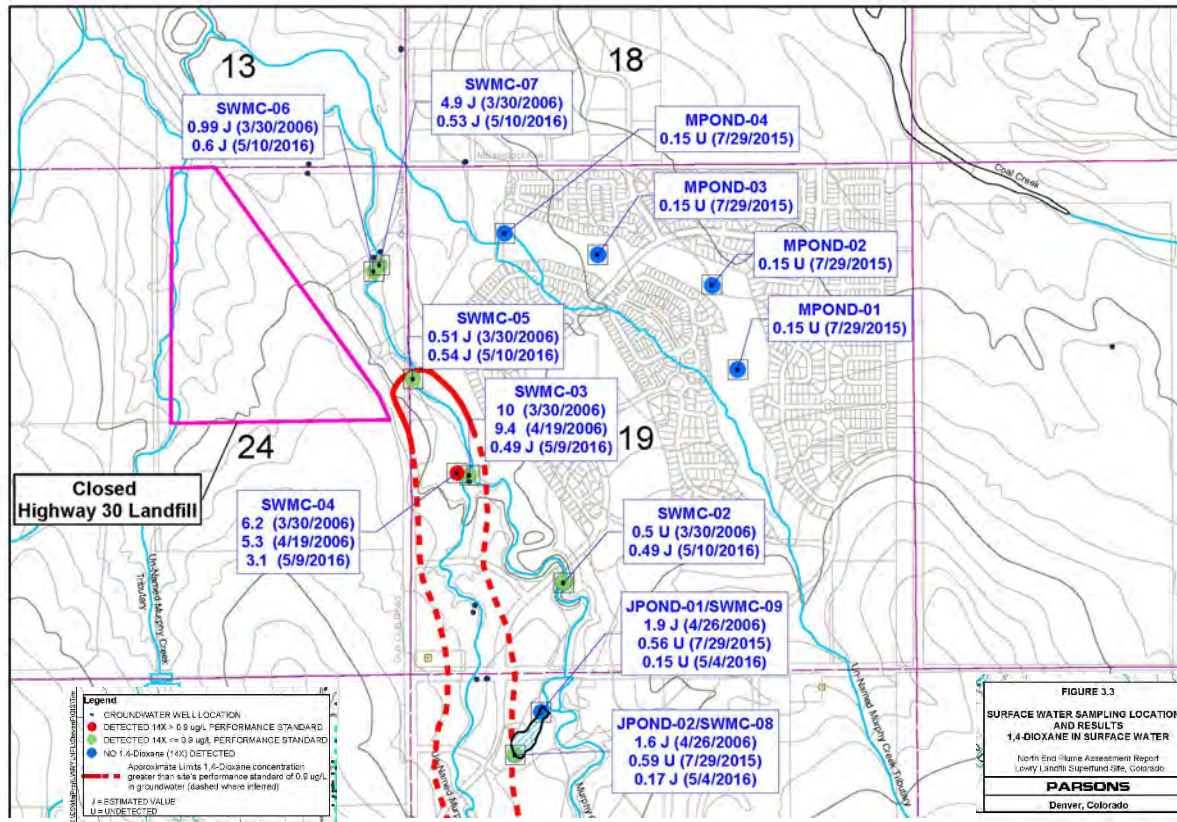 13
18
SWMC-07
4.9 J (3/30/2006)
0.53 J (5/10/2016)
SWMC-06
0.99 J (3/30/2006)
0.6 J (5/10/2016)
MPOND-04
0.15 U (7/29/2015)
Mississippi Ave
Coal Creek
MPOND-03
0.15 U (7/29/2015)
MPOND-02
0.15 U (7/29/2015)
MPOND-01
0.15 U (7/29/2015)
SWMC-05
0.51 J (3/30/2006)
0.54 J (5/10/2016)
SWMC-03
10 (3/30/2006)
9.4 (4/19/2006)
0.49 J (5/9/2016)
19
24
Closed
Highway 30 Landfill
SWMC-04
6.2 (3/30/2006)
5.3 (4/19/2006)
3.1 (5/9/2016)
SWMC-02
0.5 U (3/30/2006)
0.49 J (5/10/2016)
Un-Named Murphy Creek
Tributary
Gun Club Road
JPOND-01/SWMC-09
1.9 J (4/26/2006)
0.56 U (7/29/2015)
0.15 U (5/4/2016)
Un-Named Murphy Creek Tributary
JPOND-02/SWMC-08
1.6 J (4/26/2006)
0.59 U (7/29/2015)
0.17 J (5/4/2016)
Legend
GROUNDWATER WELL LOCATION
DETECTED 14X > 0.9 ug/L PERFORMANCE STANDARD
DETECTED 14X <= 0.9 ug/L PERFORMANCE STANDARD
NO 1,4-Dioxane (14X) DETECTED
Approximate Limits 1,4-Dioxane concentration
greater than site's performance standard of 0.9 ug/L
in groundwater (dashed where inferred)
J = ESTIMATED VALUE
U = UNDETECTED
FIGURE 3.3
SURFACE WATER SAMPLING LOCATION
AND RESULTS
1,4-DIOXANE IN SURFACE WATER
North End Plume Assessment Report
Lowry Landfill Superfund Site, Colorado
PARSONS
Denver, Colorado